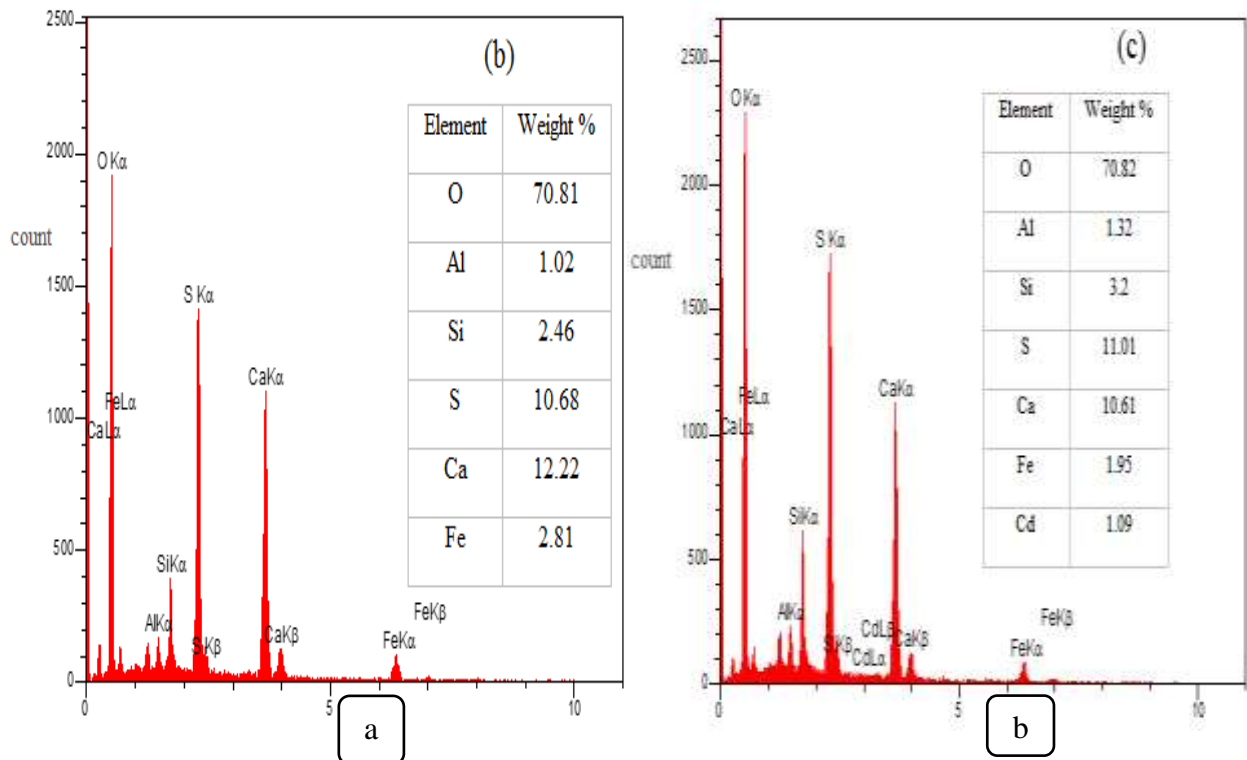 (b)
2500
2000
1500
1000
500
0
count
O Kα
FeLα
CaLα
AlKα
SiKα
S Kα
S Kβ
CaKα
CaKβ
FeKα
FeKβ
Element Weight %
O 70.81
Al 1.02
Si 2.46
S 10.68
Ca 12.22
Fe 2.81
0 5 10
a
(c)
2500
2000
1500
1000
500
0
count
O Kα
FeLα
CaLα
AlKα
SiKα
S Kα
S Kβ
CdLβ
CdLα
CaKα
CaKβ
FeKα
FeKβ
Element Weight %
O 70.82
Al 1.32
Si 3.2
S 11.01
Ca 10.61
Fe 1.95
Cd 1.09
0 5 10
b